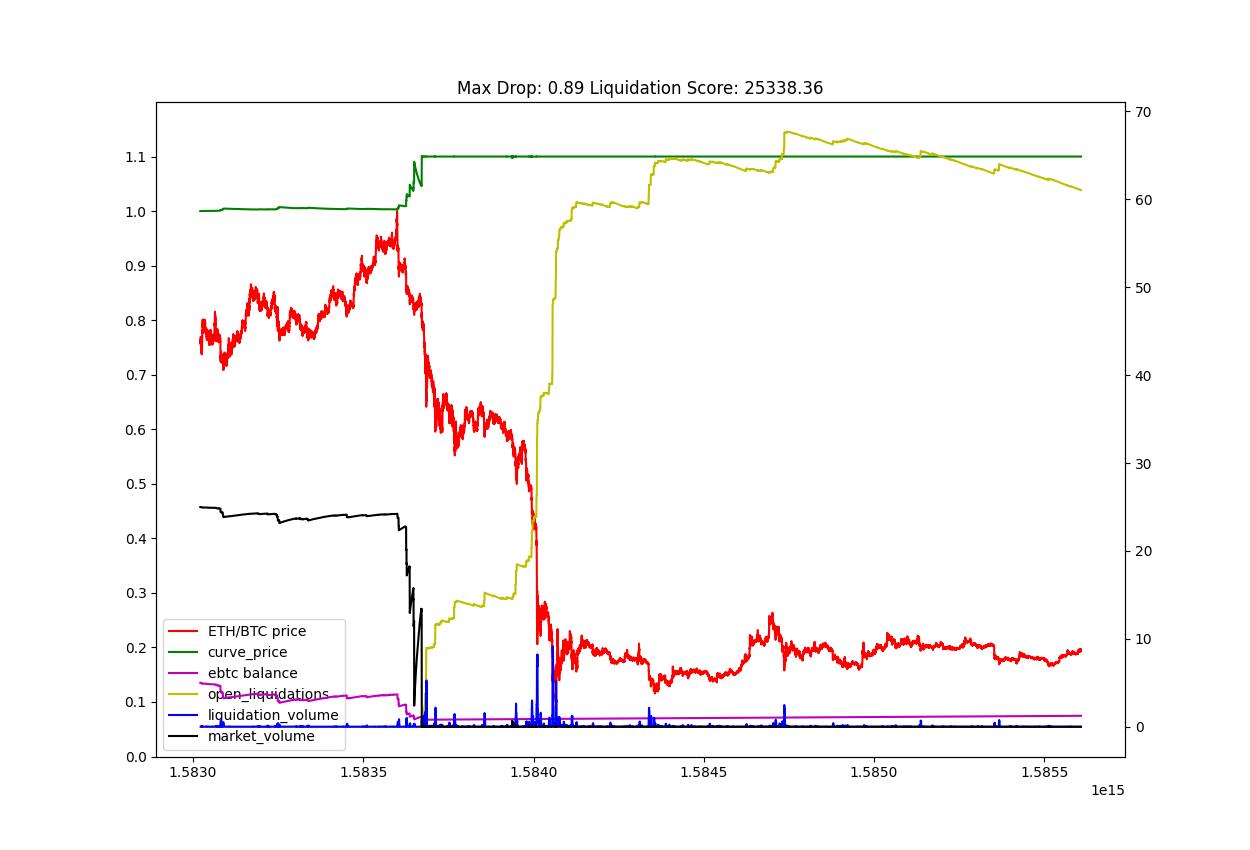 Max Drop: 0.89 Liquidation Score: 25338.36
70
1.1
60
1.0
0.9
50
0.8
0.7
40
0.6
30
0.5
0.4
20
0.3
ETH/BTC price
10
0.2
curve_price
ebtc balance
open_liquidations
0.1
liquidation_volume
0
market_volume
0.0
1.5830 1.5835 1.5840 1.5845 1.5850 1.5855
1e15